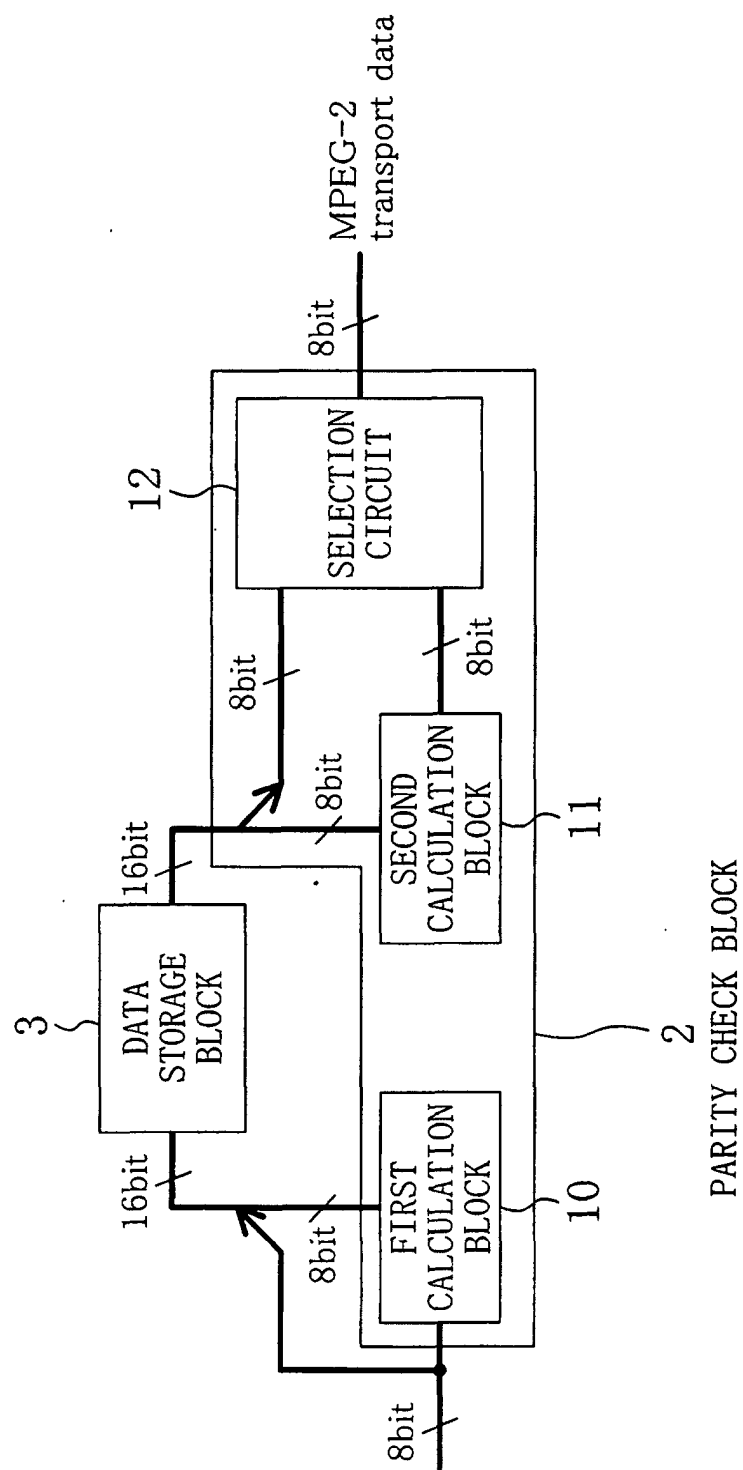 8bit
FIRST
CALCULATION
BLOCK
10
8bit
16bit
3
DATA
STORAGE
BLOCK
16bit
8bit
SECOND
CALCULATION
BLOCK
11
8bit
8bit
12
SELECTION
CIRCUIT
8bit
MPEG-2
transport data
2
PARITY CHECK BLOCK